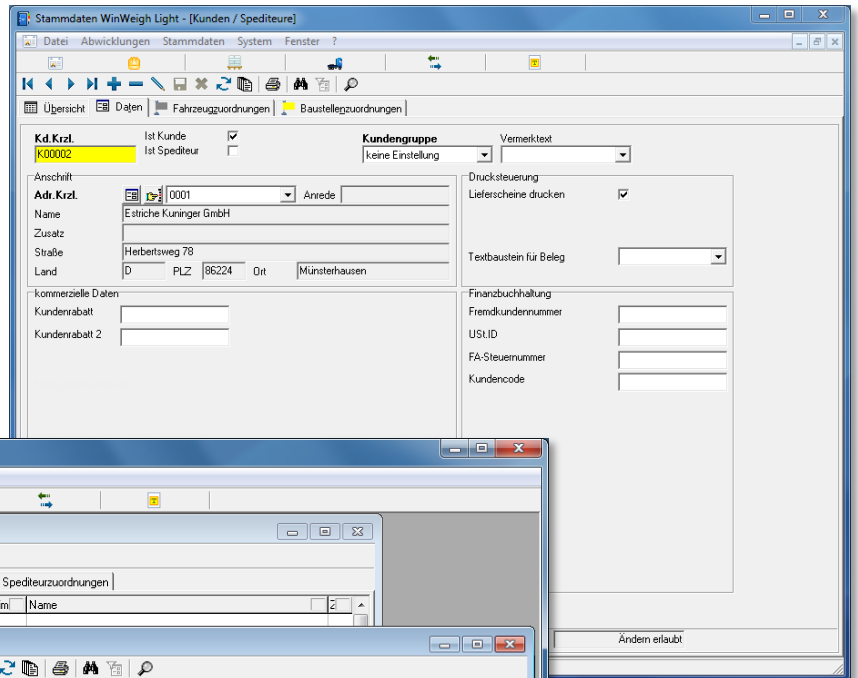 Stammdaten WinWeigh Light - [Kunden / Spediteure]
Datei Abwicklungen Stammdaten System Fenster ?
Übersicht Daten Fahrzeugzuordnungen Baustellenzuordnungen
Kd.Krzl. Ist Kunde Kundengruppe Vermerktext
K00002 Ist Spediteur keine Einstellung
Anschrift Drucksteuerung
Adr.Krzl. 0001 Anrede Lieferscheine drucken
Name Estriche Kuninger GmbH
Zusatz
Straße Herbertsweg 78 Textbaustein für Beleg
Land D PLZ 86224 Ort Münsterhausen
kommerzielle Daten Finanzbuchhaltung
Kundenrabatt Fremdkundennummer
Kundenrabatt 2 USt.ID
FA-Steuernummer
Kundencode
Spediteurzuordnungen
Name Z
Ändern erlaubt